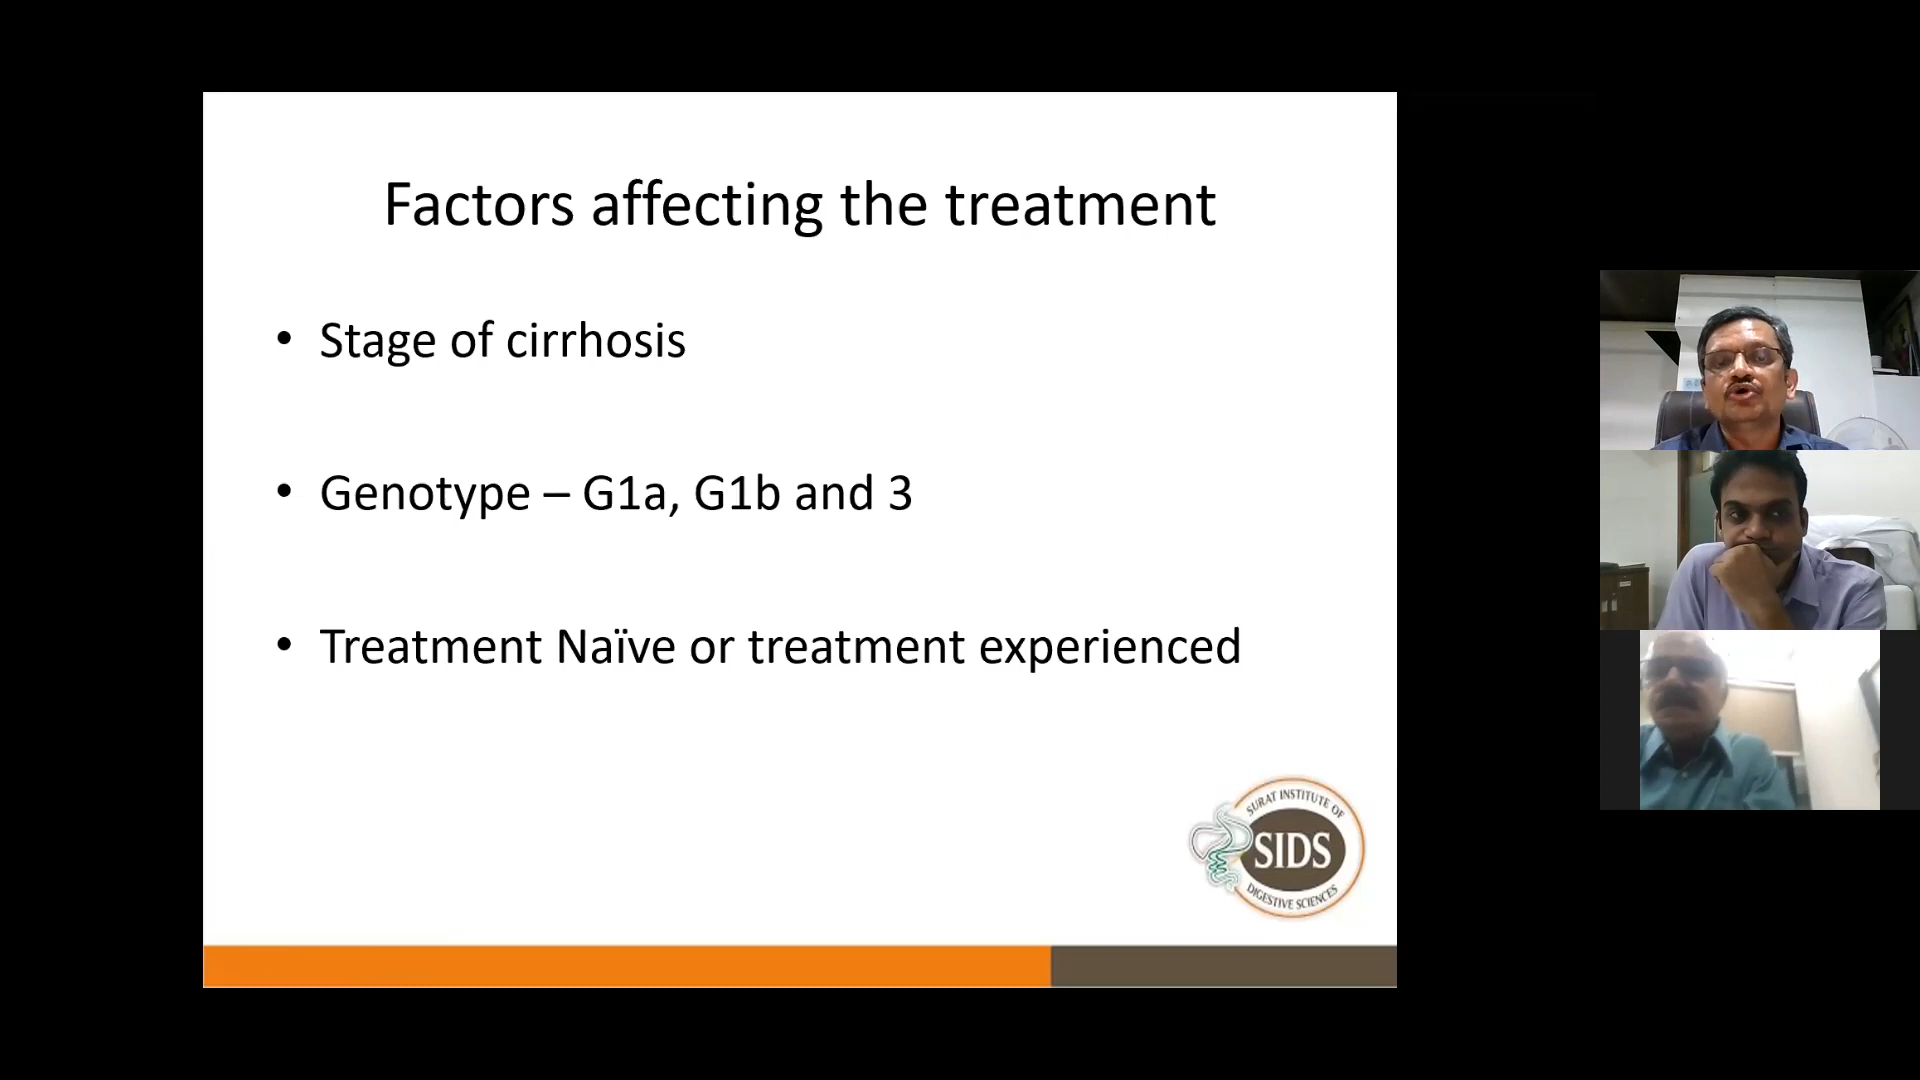 Factors affecting the treatment
• Stage of cirrhosis
• Genotype – G1a, G1b and 3
• Treatment Naïve or treatment experienced
SURAT INSTITUTE OF
SIDS
DIGESTIVE SCIENCES